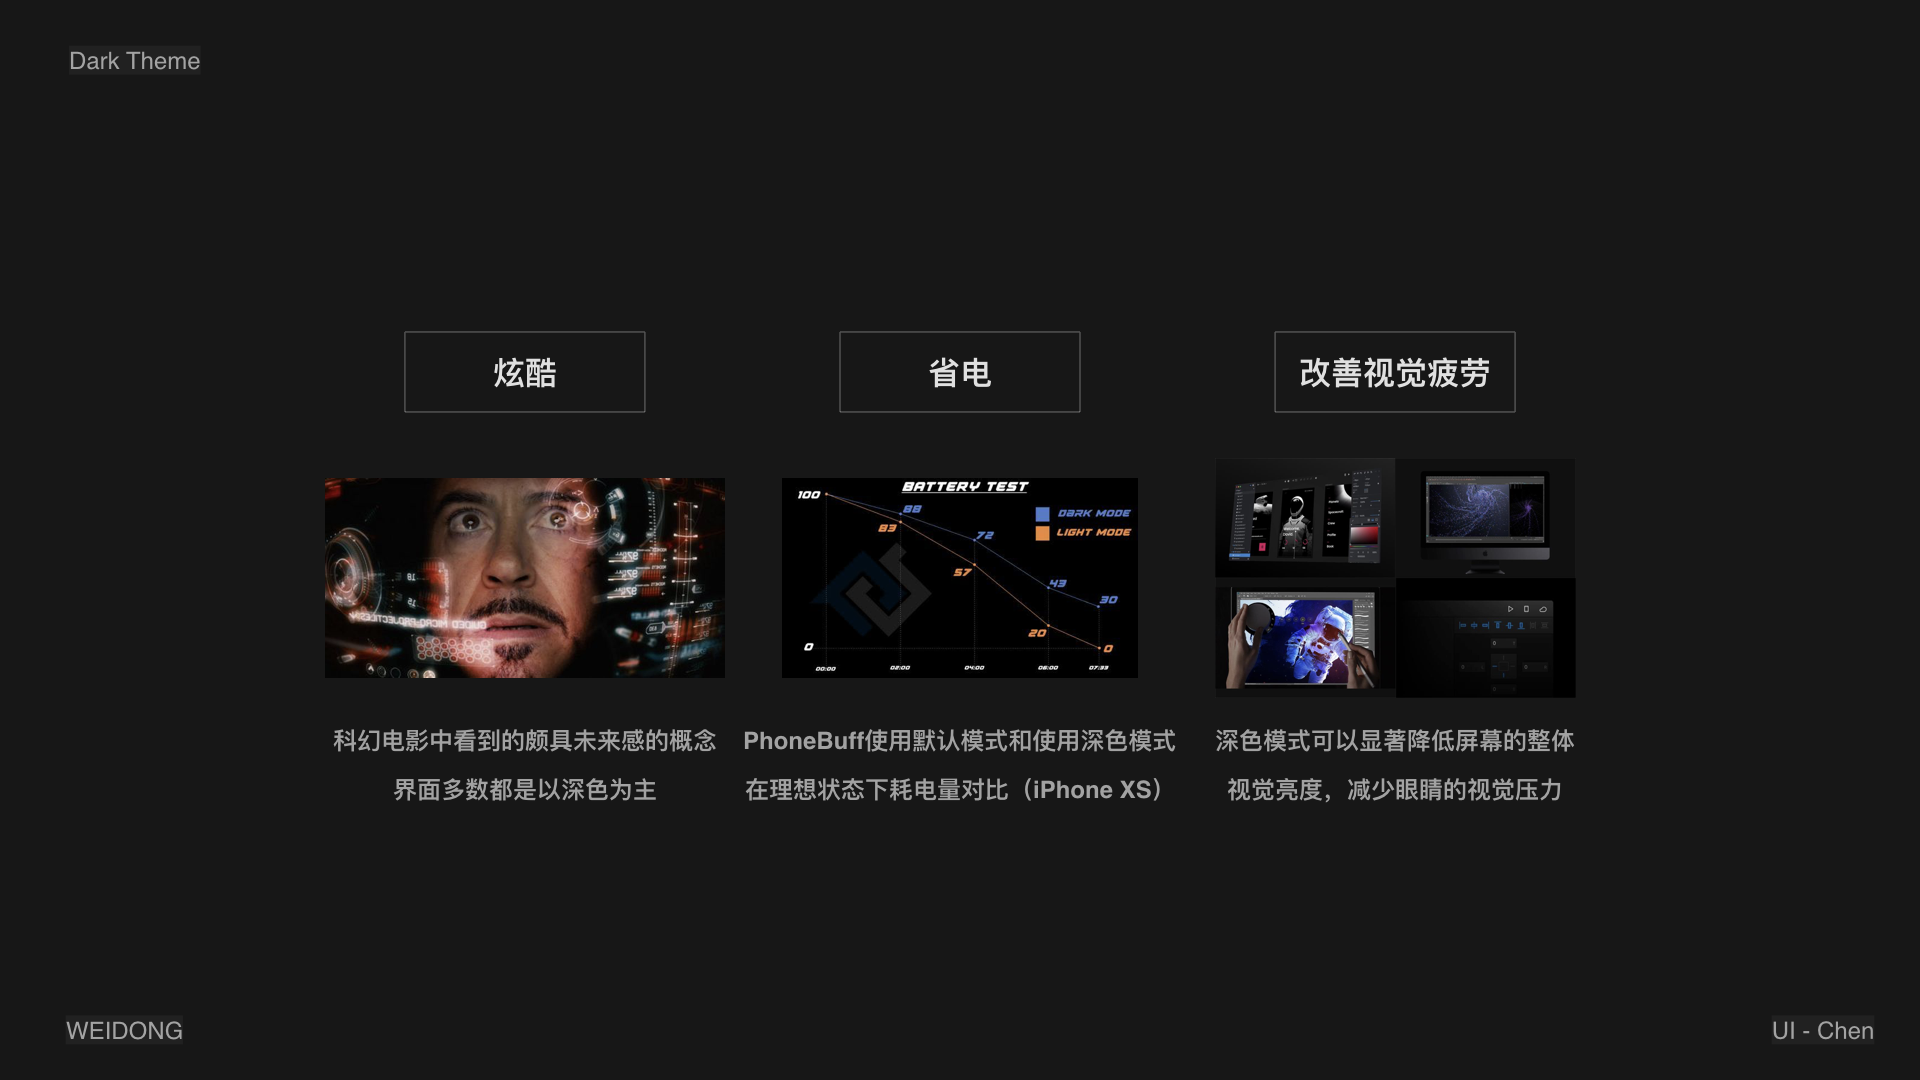 Dark Theme
炫酷
省电
改善视觉疲劳
BATTERY TEST
100
88
83
DARK MODE
LIGHT MODE
72
57
43
30
20
0
0
00:00
02:00
04:00
06:00
07:33
科幻电影中看到的颇具未来感的概念
界面多数都是以深色为主
PhoneBuff使用默认模式和使用深色模式
在理想状态下耗电量对比（iPhone XS）
深色模式可以显著降低屏幕的整体
视觉亮度，减少眼睛的视觉压力
WEIDONG
UI - Chen